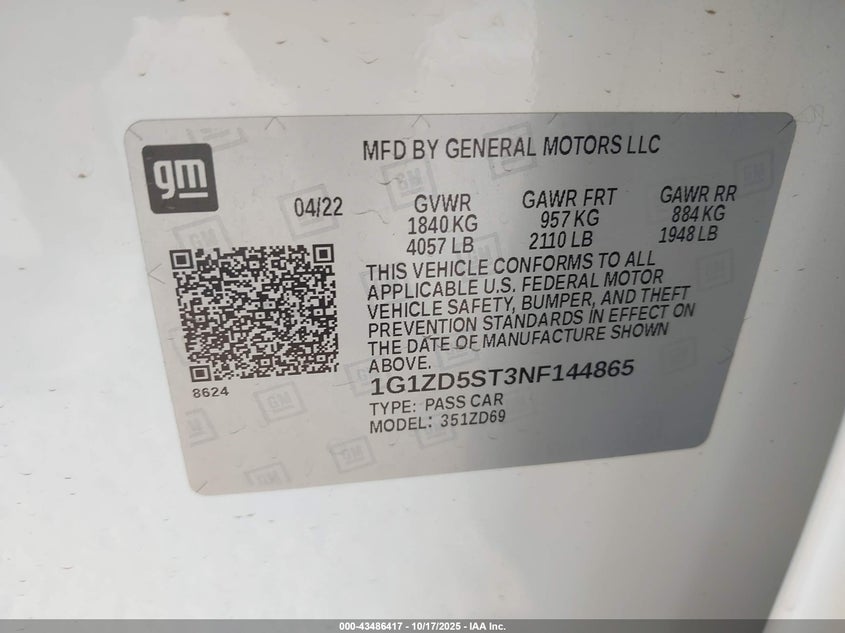 MFD BY GENERAL MOTORS LLC
gm
04/22
GVWR
1840 KG
4057 LB
GAWR FRT
957 KG
2110 LB
GAWR RR
884 KG
1948 LB
THIS VEHICLE CONFORMS TO ALL
APPLICABLE U.S. FEDERAL MOTOR
VEHICLE SAFETY, BUMPER, AND THEFT
PREVENTION STANDARDS IN EFFECT ON
THE DATE OF MANUFACTURE SHOWN
ABOVE.
1G1ZD5ST3NF144865
TYPE: PASS CAR
MODEL: 351ZD69
8624
000-43486417 - 10/17/2025 - IAA Inc.